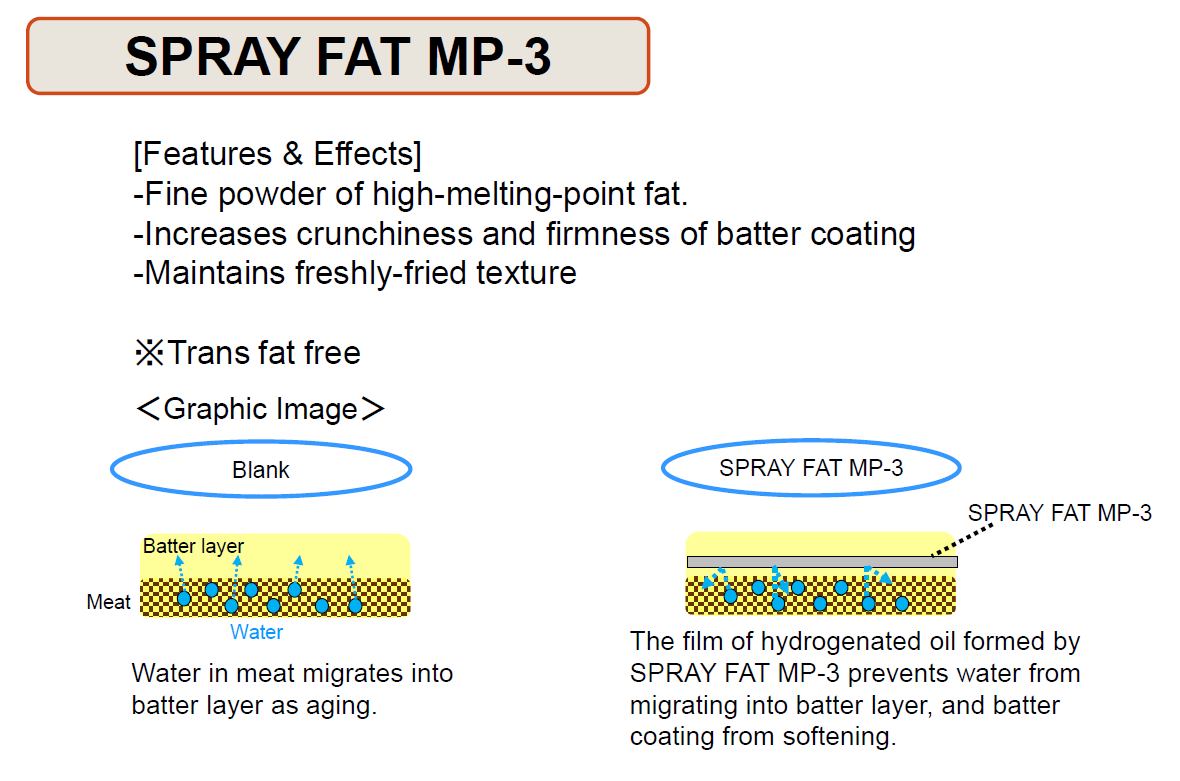 SPRAY FAT MP-3
[Features & Effects]
-Fine powder of high-melting-point fat.
-Increases crunchiness and firmness of batter coating
-Maintains freshly-fried texture
※Trans fat free
＜Graphic Image＞
Blank
Batter layer
Meat
Water
Water in meat migrates into
batter layer as aging.
SPRAY FAT MP-3
SPRAY FAT MP-3
The film of hydrogenated oil formed by
SPRAY FAT MP-3 prevents water from
migrating into batter layer, and batter
coating from softening.